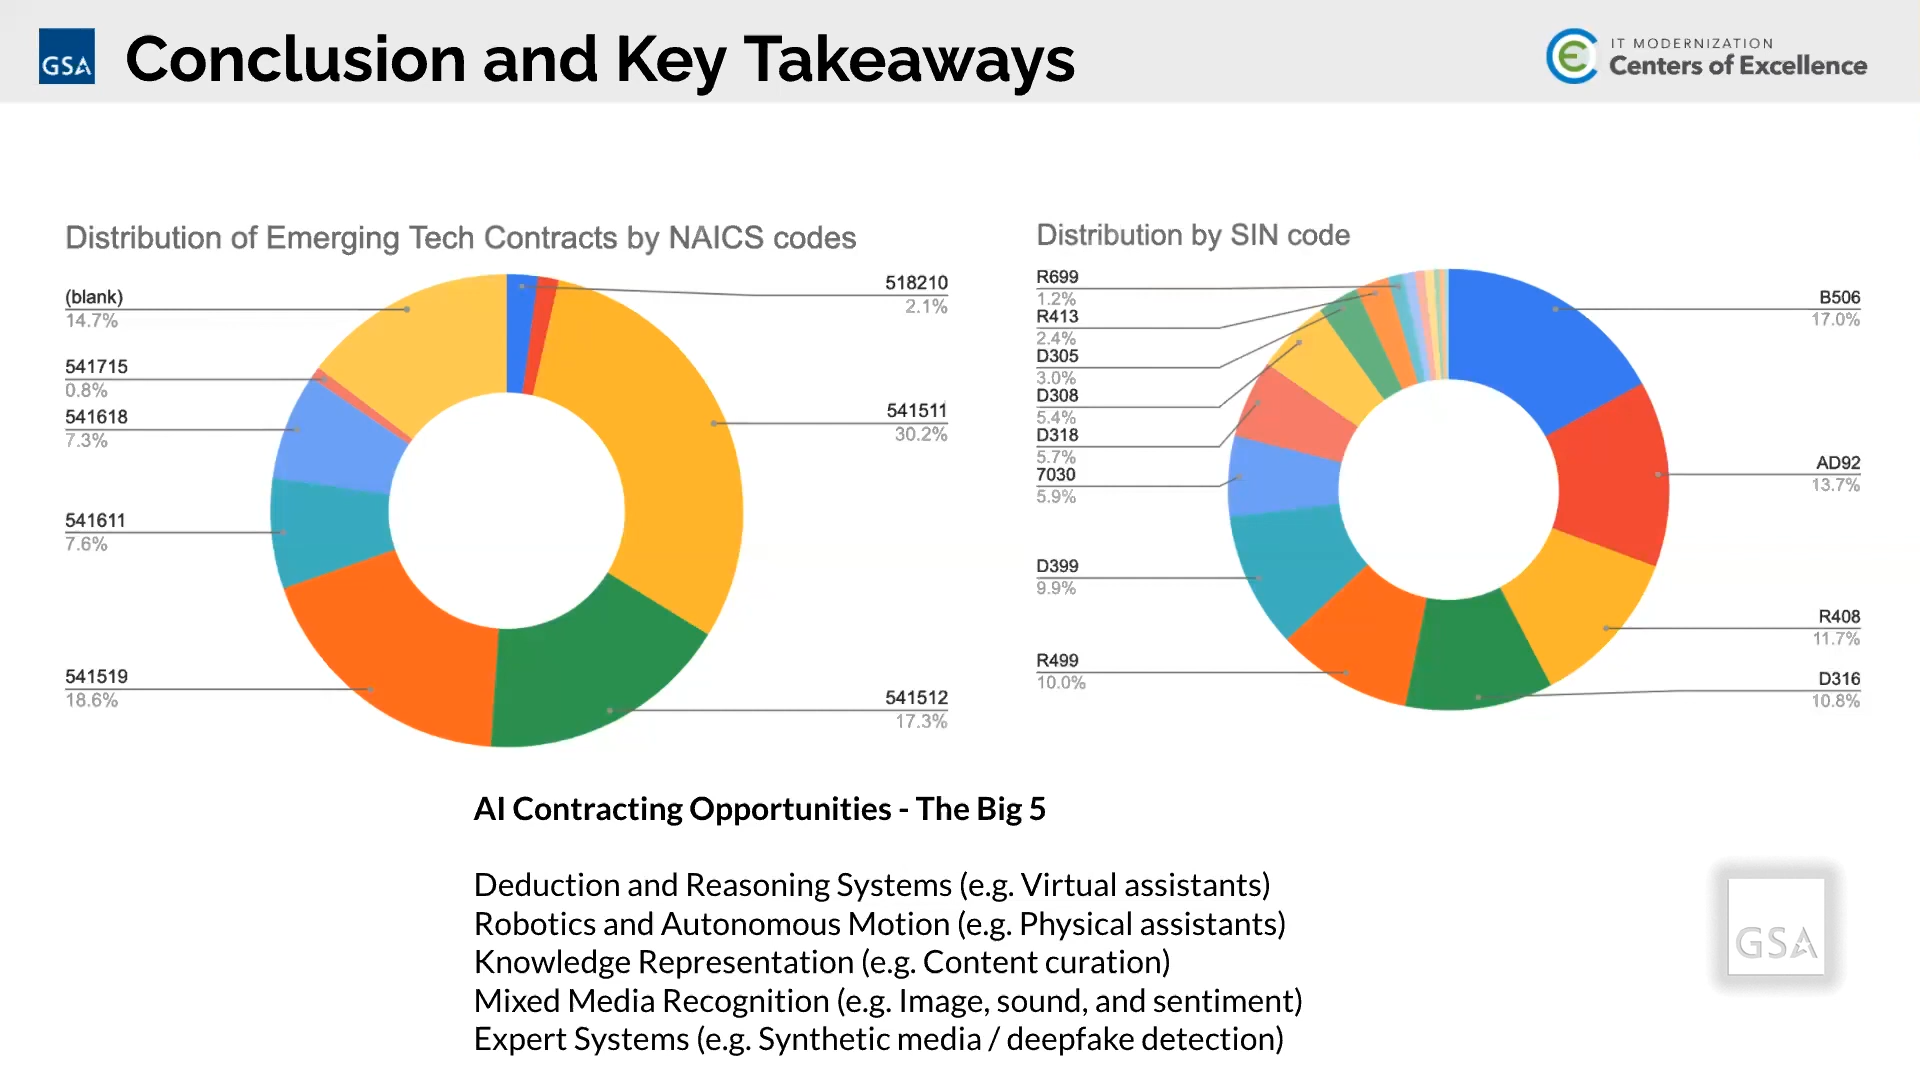 GSA
Conclusion and Key Takeaways
IT MODERNIZATION
Centers of Excellence
Distribution of Emerging Tech Contracts by NAICS codes
(blank)
14.7%
541715
0.8%
541618
7.3%
541611
7.6%
541519
18.6%
518210
2.1%
541511
30.2%
541512
17.3%
Distribution by SIN code
R699
1.2%
R413
2.4%
D305
3.0%
D308
5.4%
D318
5.7%
7030
5.9%
D399
9.9%
R499
10.0%
B506
17.0%
AD92
13.7%
R408
11.7%
D316
10.8%
AI Contracting Opportunities - The Big 5
Deduction and Reasoning Systems (e.g. Virtual assistants)
Robotics and Autonomous Motion (e.g. Physical assistants)
Knowledge Representation (e.g. Content curation)
Mixed Media Recognition (e.g. Image, sound, and sentiment)
Expert Systems (e.g. Synthetic media / deepfake detection)
GSA